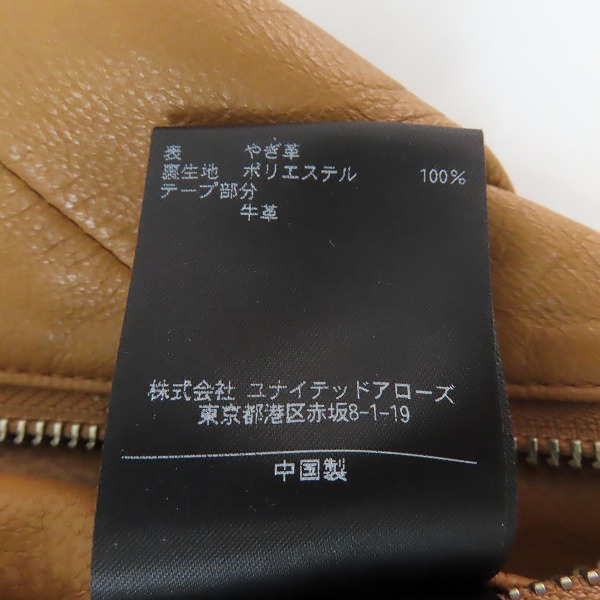 表 やぎ革
裏生地 ポリエステル 100%
テープ部分
牛革
株式会社 ユナイテッドアローズ
東京都港区赤坂8-1-19
中国製